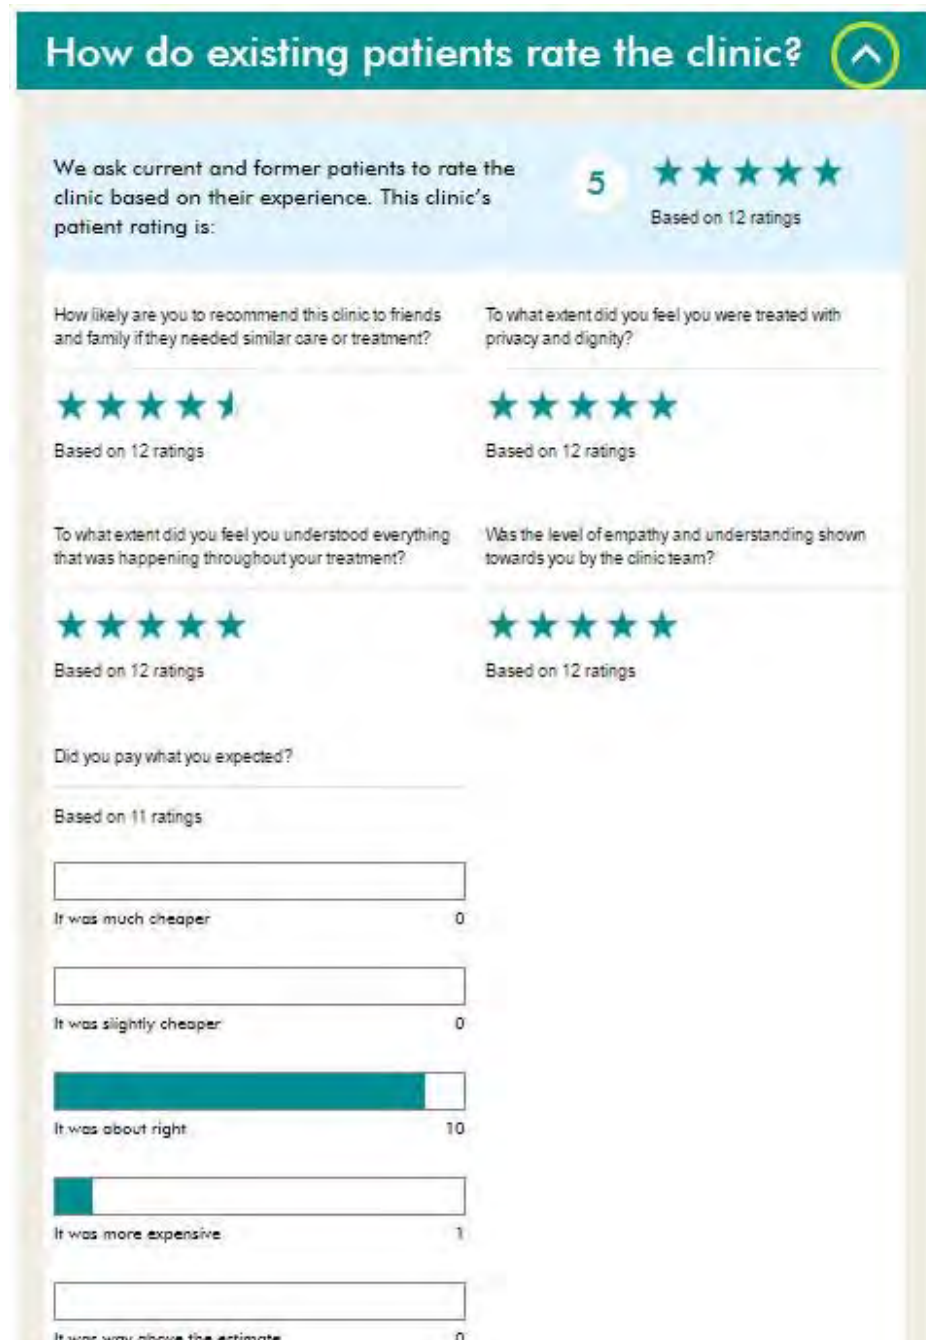 How do existing patients rate the clinic?
We ask current and former patients to rate the
clinic based on their experience. This clinic's
patient rating is:
5
Based on 12 ratings
How likely are you to recommend this clinic to friends
and family if they needed similar care or treatment?
Based on 12 ratings
To what extent did you feel you were treated with
privacy and dignity?
Based on 12 ratings
To what extent did you feel you understood everything
that was happening throughout your treatment?
Based on 12 ratings
Was the level of empathy and understanding shown
towards you by the clinic team?
Based on 12 ratings
Did you pay what you expected?
Based on 11 ratings
It was much cheaper 0
It was slightly cheaper 0
It was about right 10
It was more expensive 1
It was way above the estimate 0